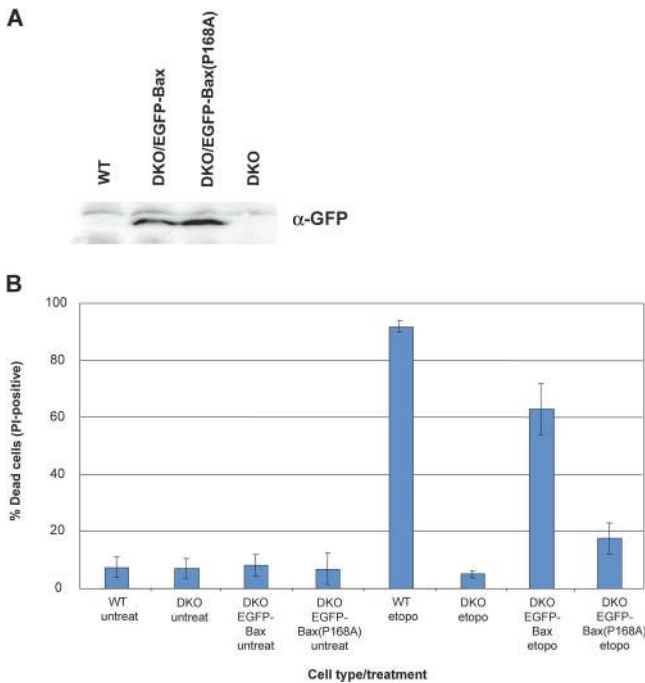 A
WT
DKO/EGFP-Bax
DKO/EGFP-Bax(P168A)
DKO
α-GFP
B
% Dead cells (PI-positive)
100
80
60
40
20
0
WT
untreat
DKO
untreat
DKO
EGFP-
Bax
untreat
DKO
EGFP-
Bax(P168A)
untreat
WT
etopo
DKO
etopo
DKO
EGFP-
Bax
etopo
DKO
EGFP-
Bax(P168A)
etopo
Cell type/treatment